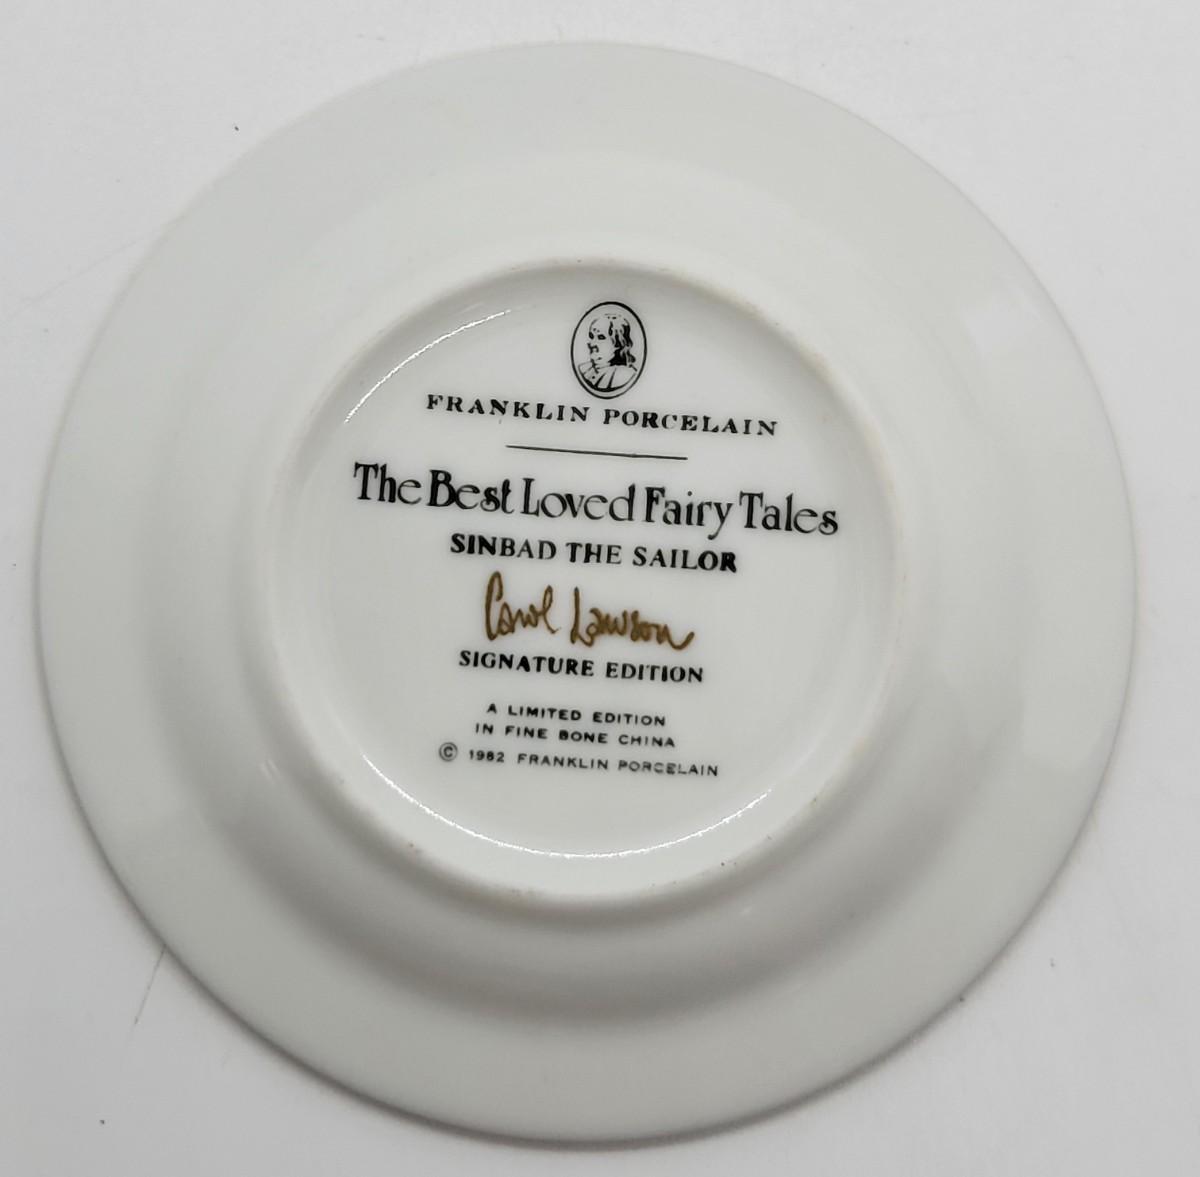 FRANKLIN PORCELAIN
The Best Loved Fairy Tales
SINBAD THE SAILOR
Carol Lawson
SIGNATURE EDITION
A LIMITED EDITION
IN FINE BONE CHINA
© 1982 FRANKLIN PORCELAIN